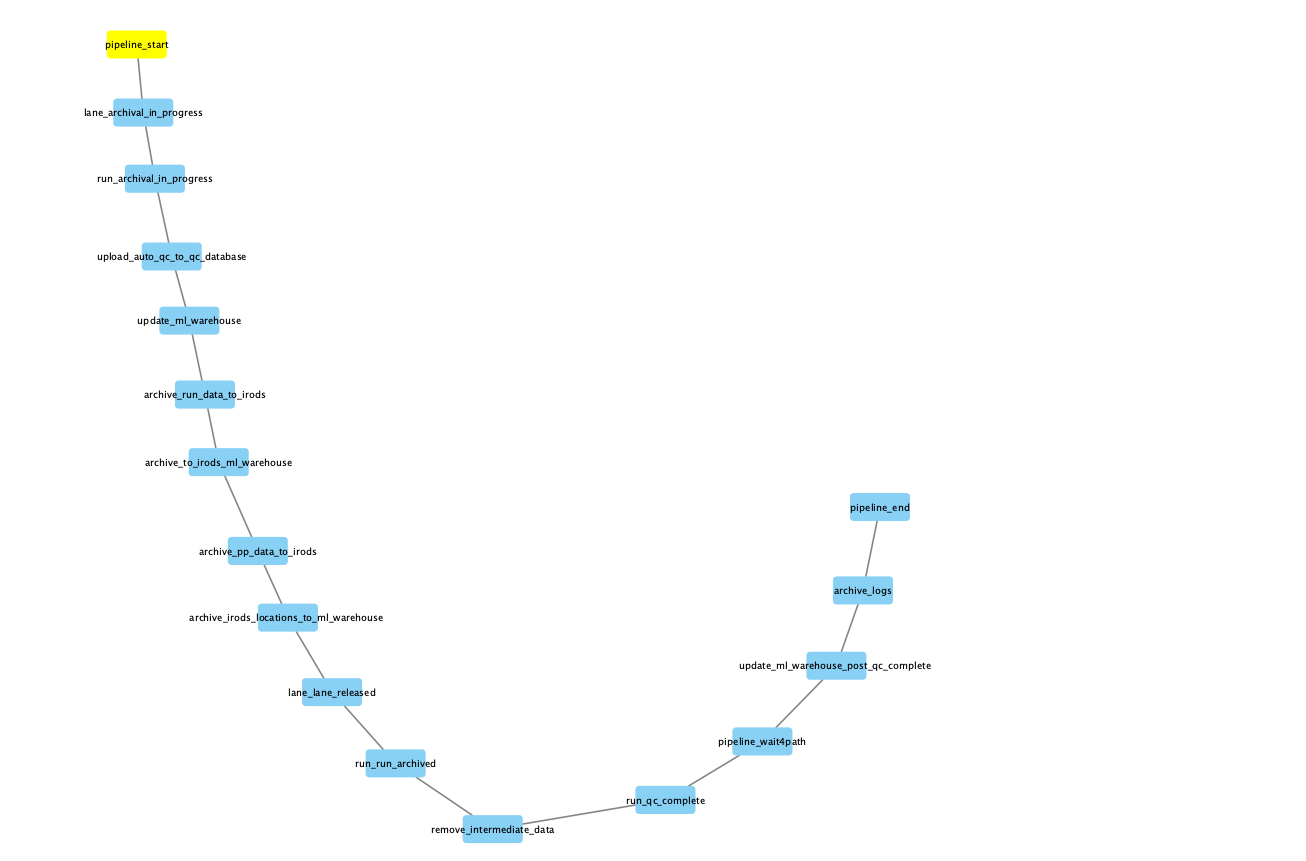 pipeline_start
lane_archival_in_progress
run_archival_in_progress
upload_auto_qc_to_qc_database
update_ml_warehouse
archive_run_data_to_irods
archive_to_irods_ml_warehouse
archive_pp_data_to_irods
archive_irods_locations_to_ml_warehouse
lane_lane_released
run_run_archived
remove_intermediate_data
run_qc_complete
pipeline_wait4path
update_ml_warehouse_post_qc_complete
archive_logs
pipeline_end